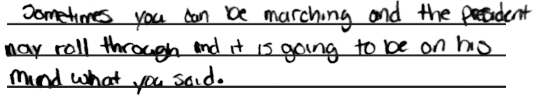 Sometimes you can be marching and the president
may roll through and it is going to be on his
mind what you said.